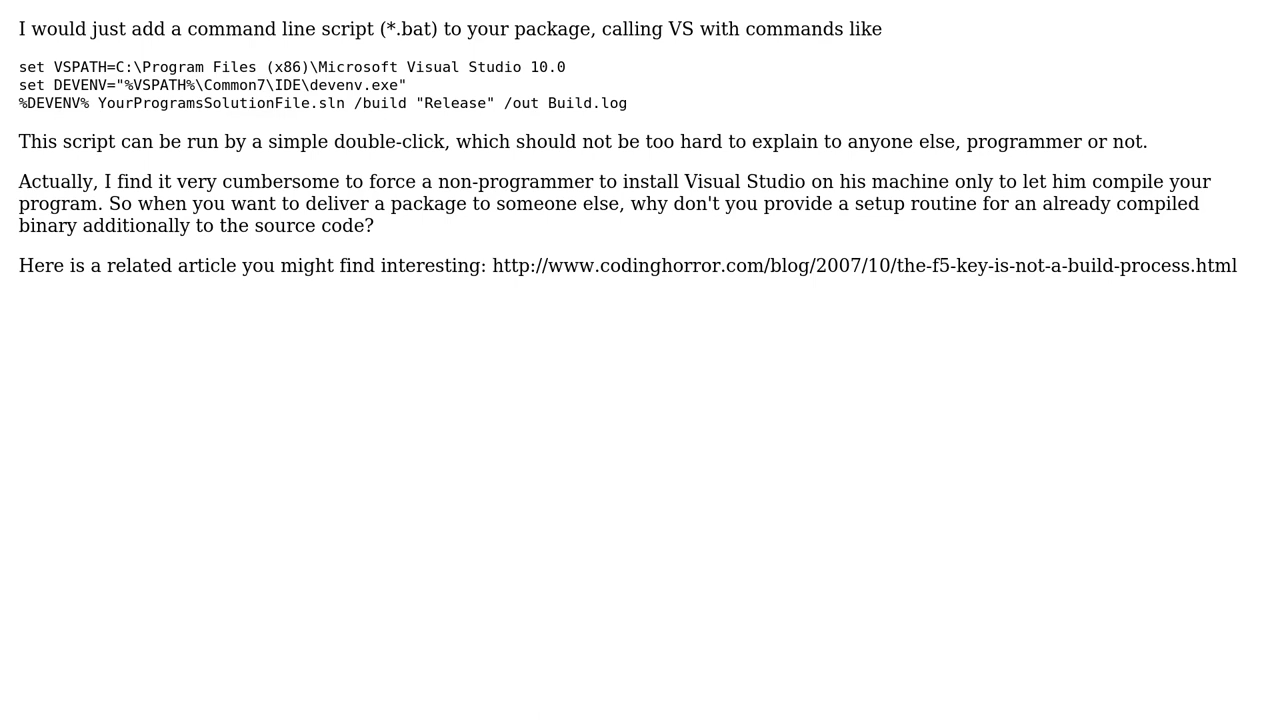 I would just add a command line script (*.bat) to your package, calling VS with commands like
set VSPATH=C:\Program Files (x86)\Microsoft Visual Studio 10.0
set DEVENV="%VSPATH%\Common7\IDE\devenv.exe"
%DEVENV% YourProgramsSolutionFile.sln /build "Release" /out Build.log
This script can be run by a simple double-click, which should not be too hard to explain to anyone else, programmer or not.
Actually, I find it very cumbersome to force a non-programmer to install Visual Studio on his machine only to let him compile your
program. So when you want to deliver a package to someone else, why don't you provide a setup routine for an already compiled
binary additionally to the source code?
Here is a related article you might find interesting: http://www.codinghorror.com/blog/2007/10/the-f5-key-is-not-a-build-process.html